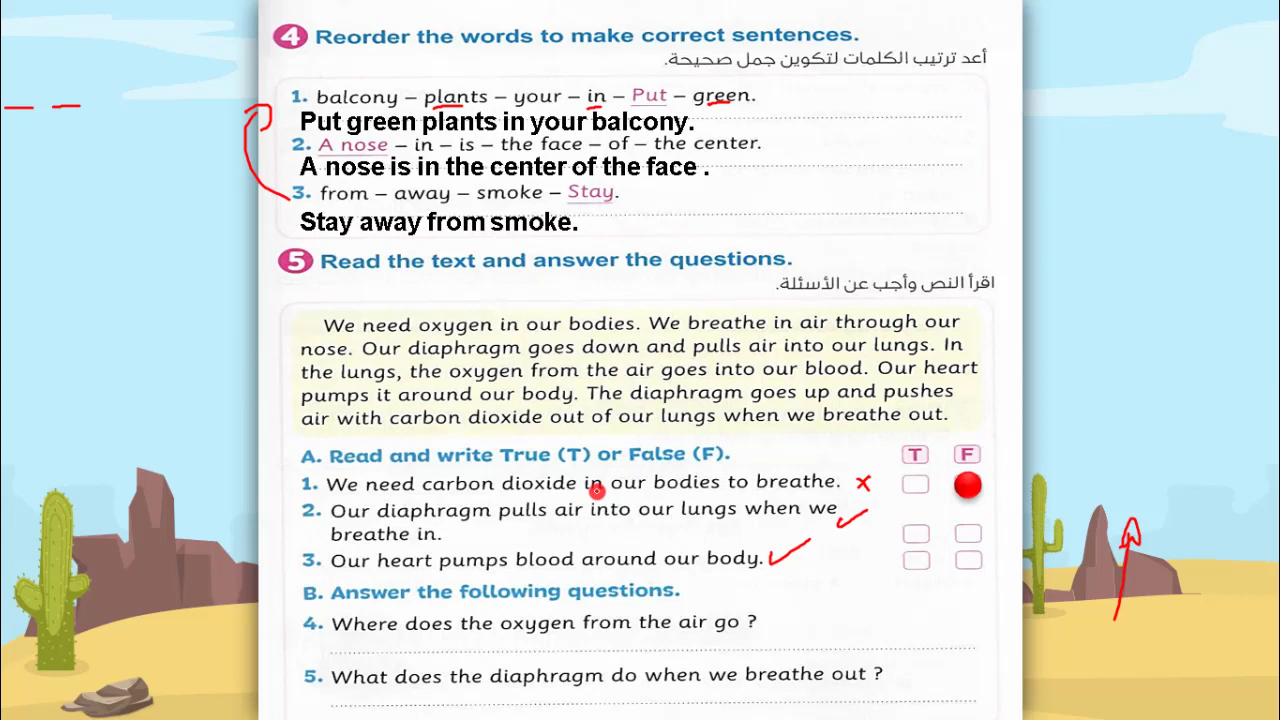 4 Reorder the words to make correct sentences.
أعد ترتيب الكلمات لتكوين جمل صحيحة.
1. balcony – plants – your – in – Put – green.
Put green plants in your balcony.
2. A nose – in – is – the face – of – the center.
A nose is in the center of the face .
3. from – away – smoke – Stay.
Stay away from smoke.
5 Read the text and answer the questions.
اقرأ النص وأجب عن الأسئلة.
We need oxygen in our bodies. We breathe in air through our
nose. Our diaphragm goes down and pulls air into our lungs. In
the lungs, the oxygen from the air goes into our blood. Our heart
pumps it around our body. The diaphragm goes up and pushes
air with carbon dioxide out of our lungs when we breathe out.
A. Read and write True (T) or False (F). T F
1. We need carbon dioxide in our bodies to breathe. x
2. Our diaphragm pulls air into our lungs when we
breathe in.
3. Our heart pumps blood around our body.
B. Answer the following questions.
4. Where does the oxygen from the air go ?
5. What does the diaphragm do when we breathe out ?